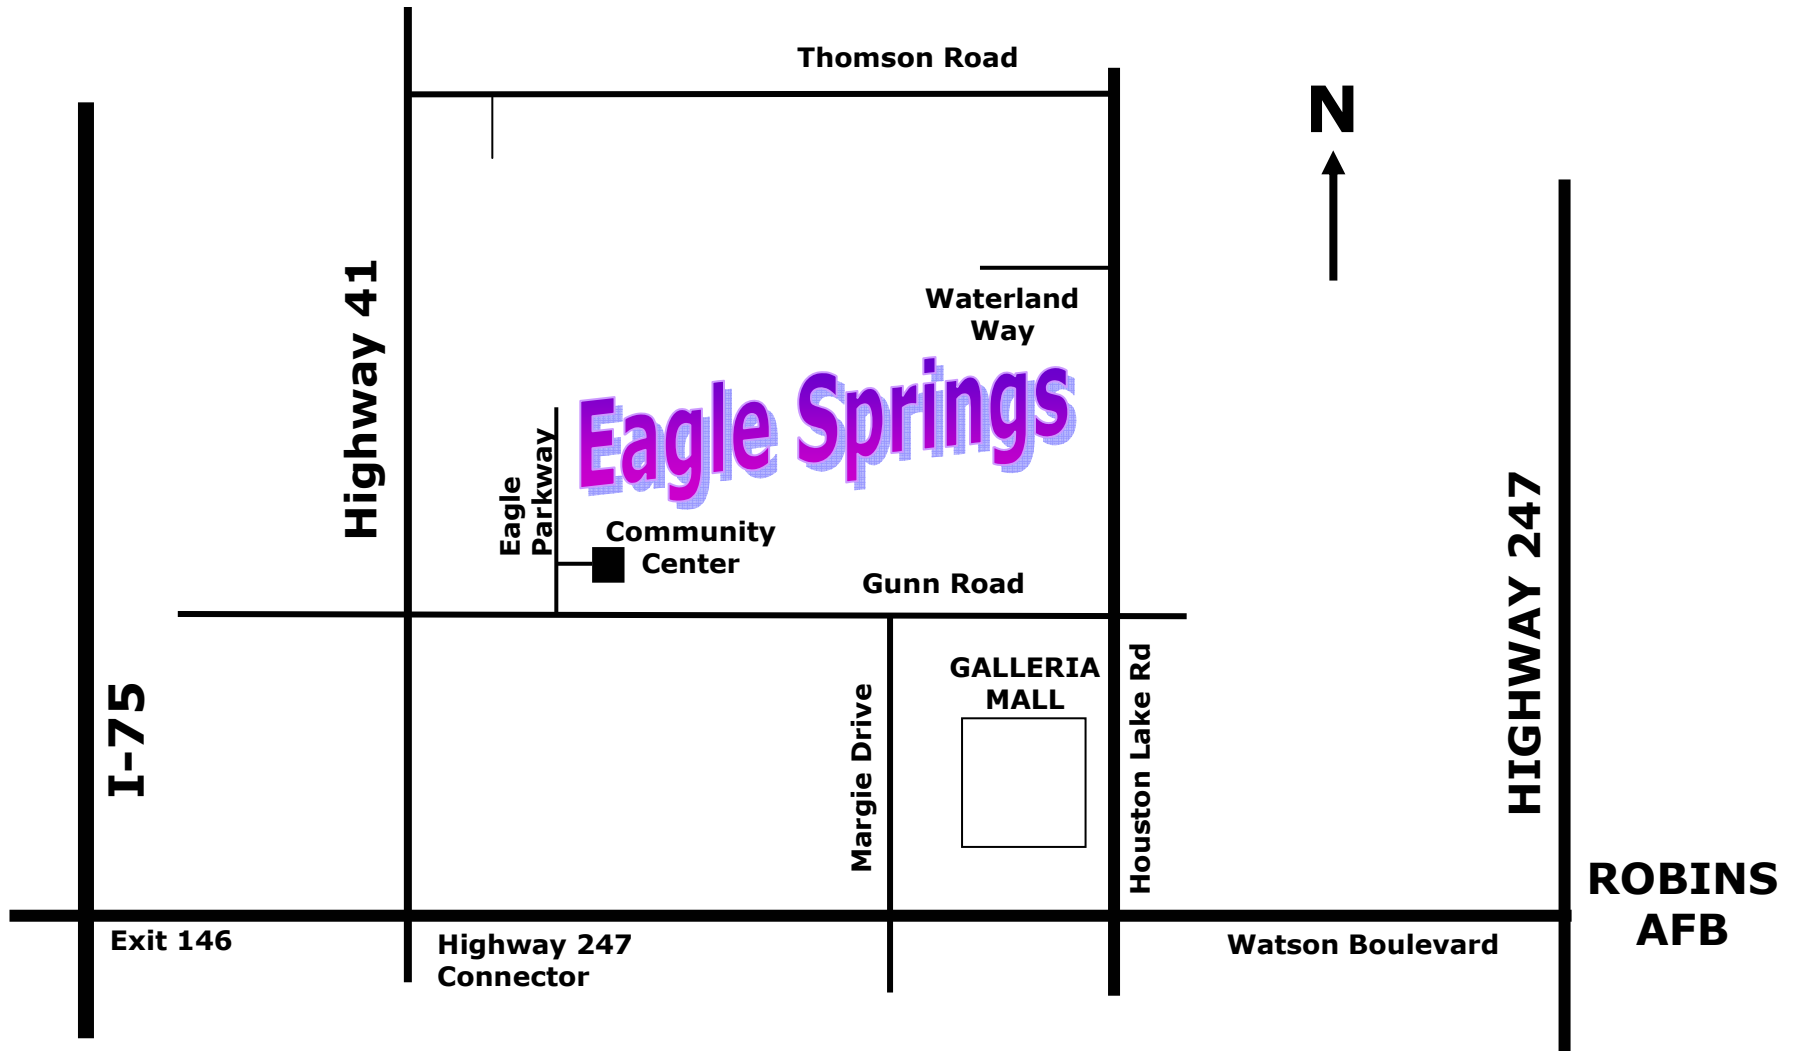 Thomson Road
N
Highway 41
Waterland
Way
Eagle Springs
Eagle
Parkway
Community
Center
Gunn Road
HIGHWAY 247
I-75
Margie Drive
GALLERIA
MALL
Houston Lake Rd
ROBINS
AFB
Exit 146
Highway 247
Connector
Watson Boulevard